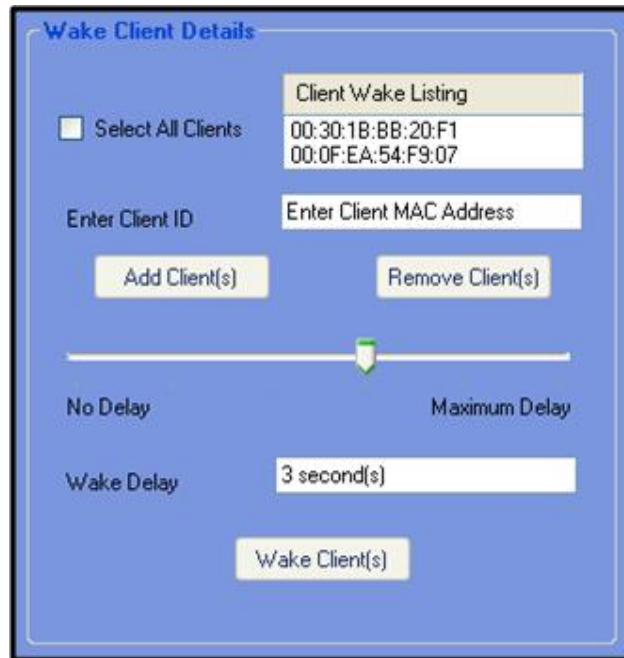 Wake Client Details
Client Wake Listing
Select All Clients
00:30:1B:BB:20:F1
00:0F:EA:54:F9:07
Enter Client ID
Enter Client MAC Address
Add Client(s)
Remove Client(s)
No Delay
Maximum Delay
Wake Delay
3 second(s)
Wake Client(s)